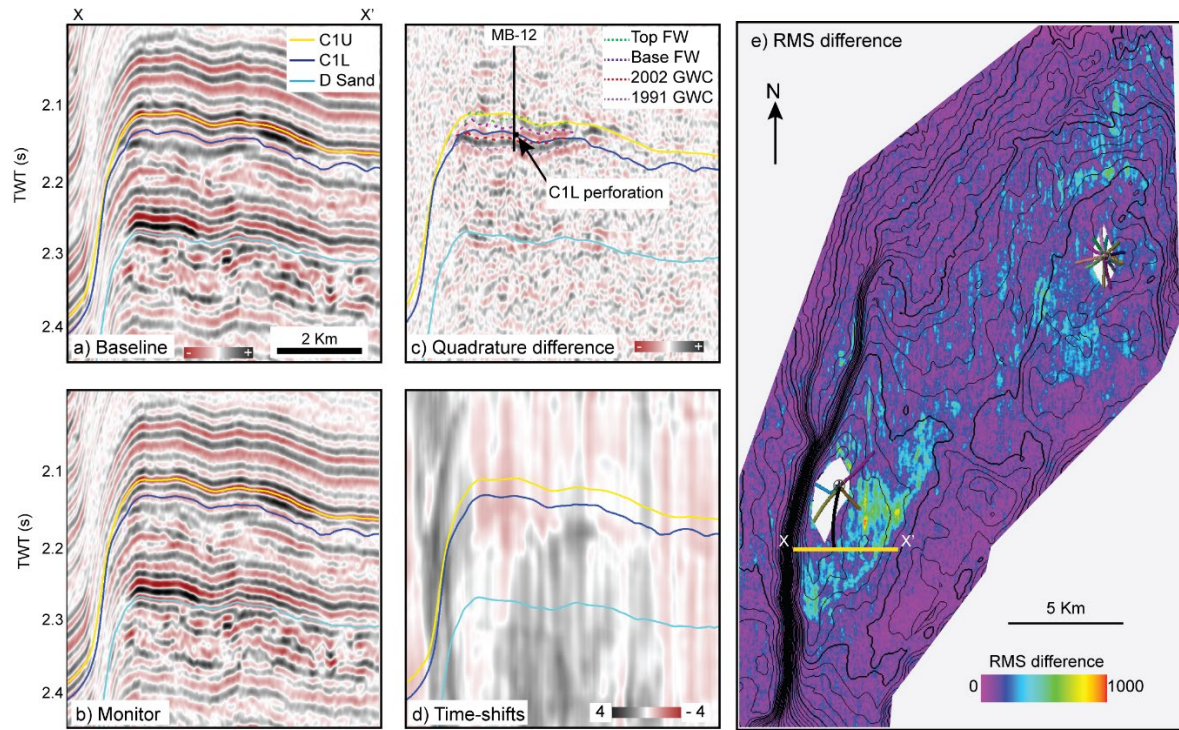 X X'
C1U
C1L
D Sand
TWT (s)
2.1
2.2
2.3
2.4
- +
2 Km
a) Baseline
MB-12
Top FW
Base FW
2002 GWC
1991 GWC
C1L perforation
c) Quadrature difference
- +
e) RMS difference
N
X X'
5 Km
RMS difference
0 1000
TWT (s)
2.1
2.2
2.3
2.4
b) Monitor
d) Time-shifts
4 - 4